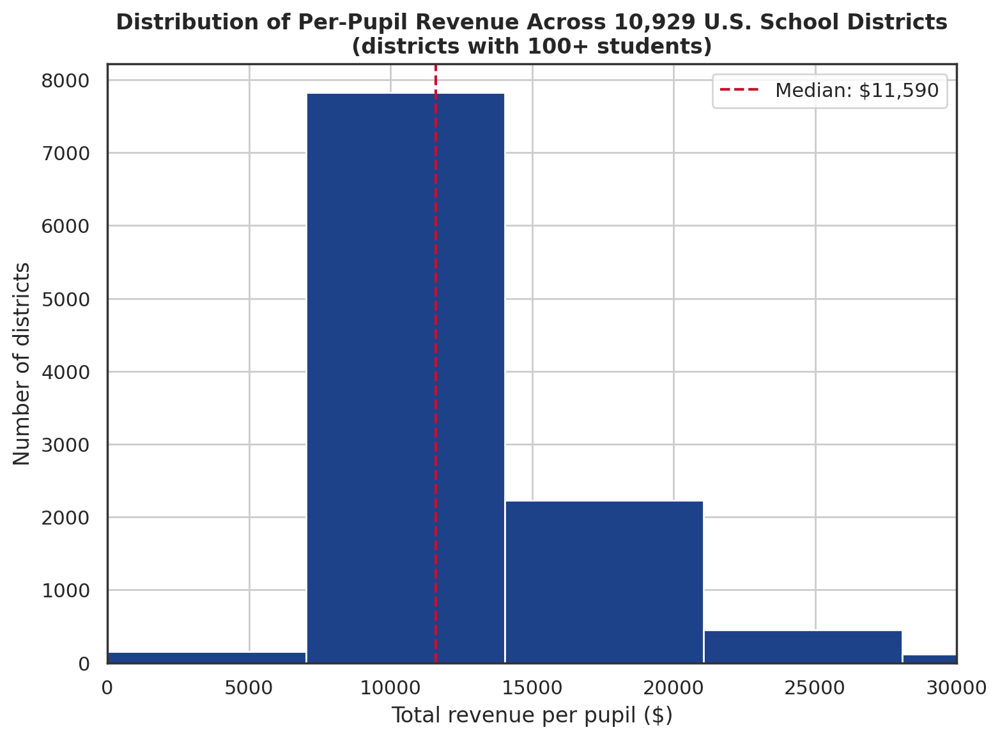 Distribution of Per-Pupil Revenue Across 10,929 U.S. School Districts
(districts with 100+ students)
Median: $11,590
Number of districts
8000
7000
6000
5000
4000
3000
2000
1000
0
0 5000 10000 15000 20000 25000 30000
Total revenue per pupil ($)